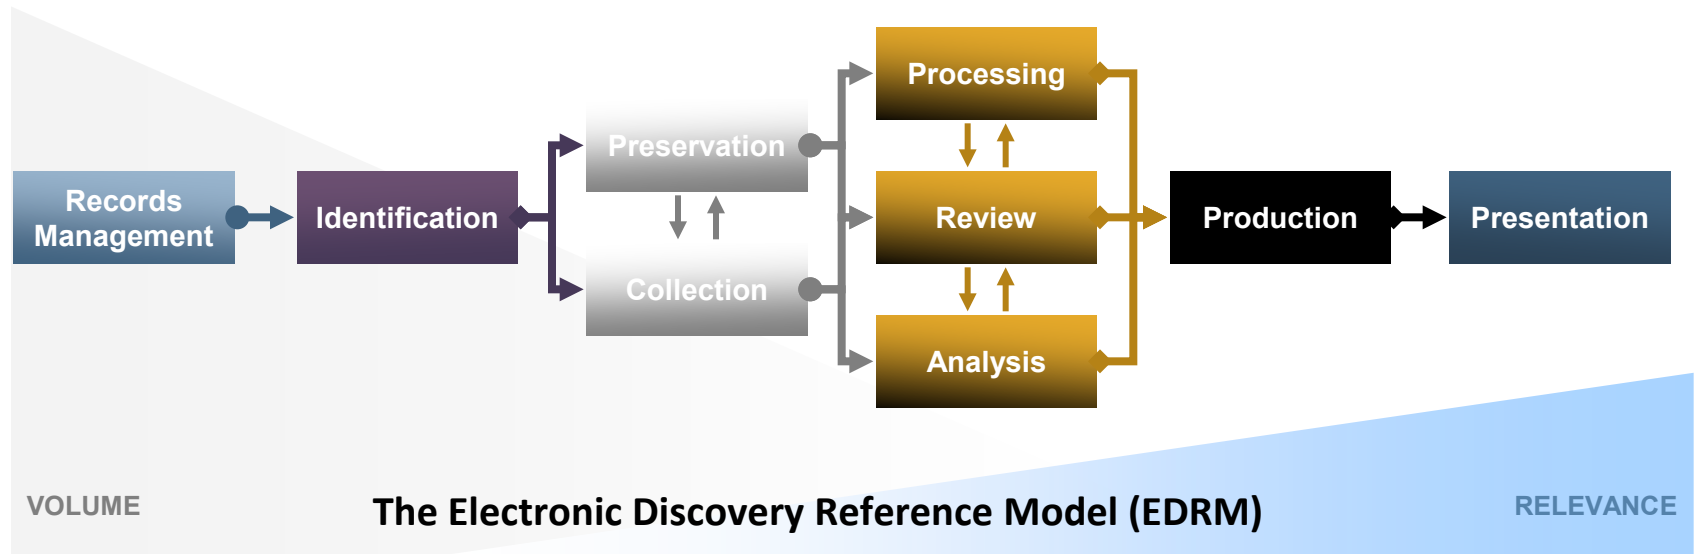 Records
Management
Identification
Preservation
Collection
Processing
Review
Analysis
Production
Presentation
VOLUME
The Electronic Discovery Reference Model (EDRM)
RELEVANCE